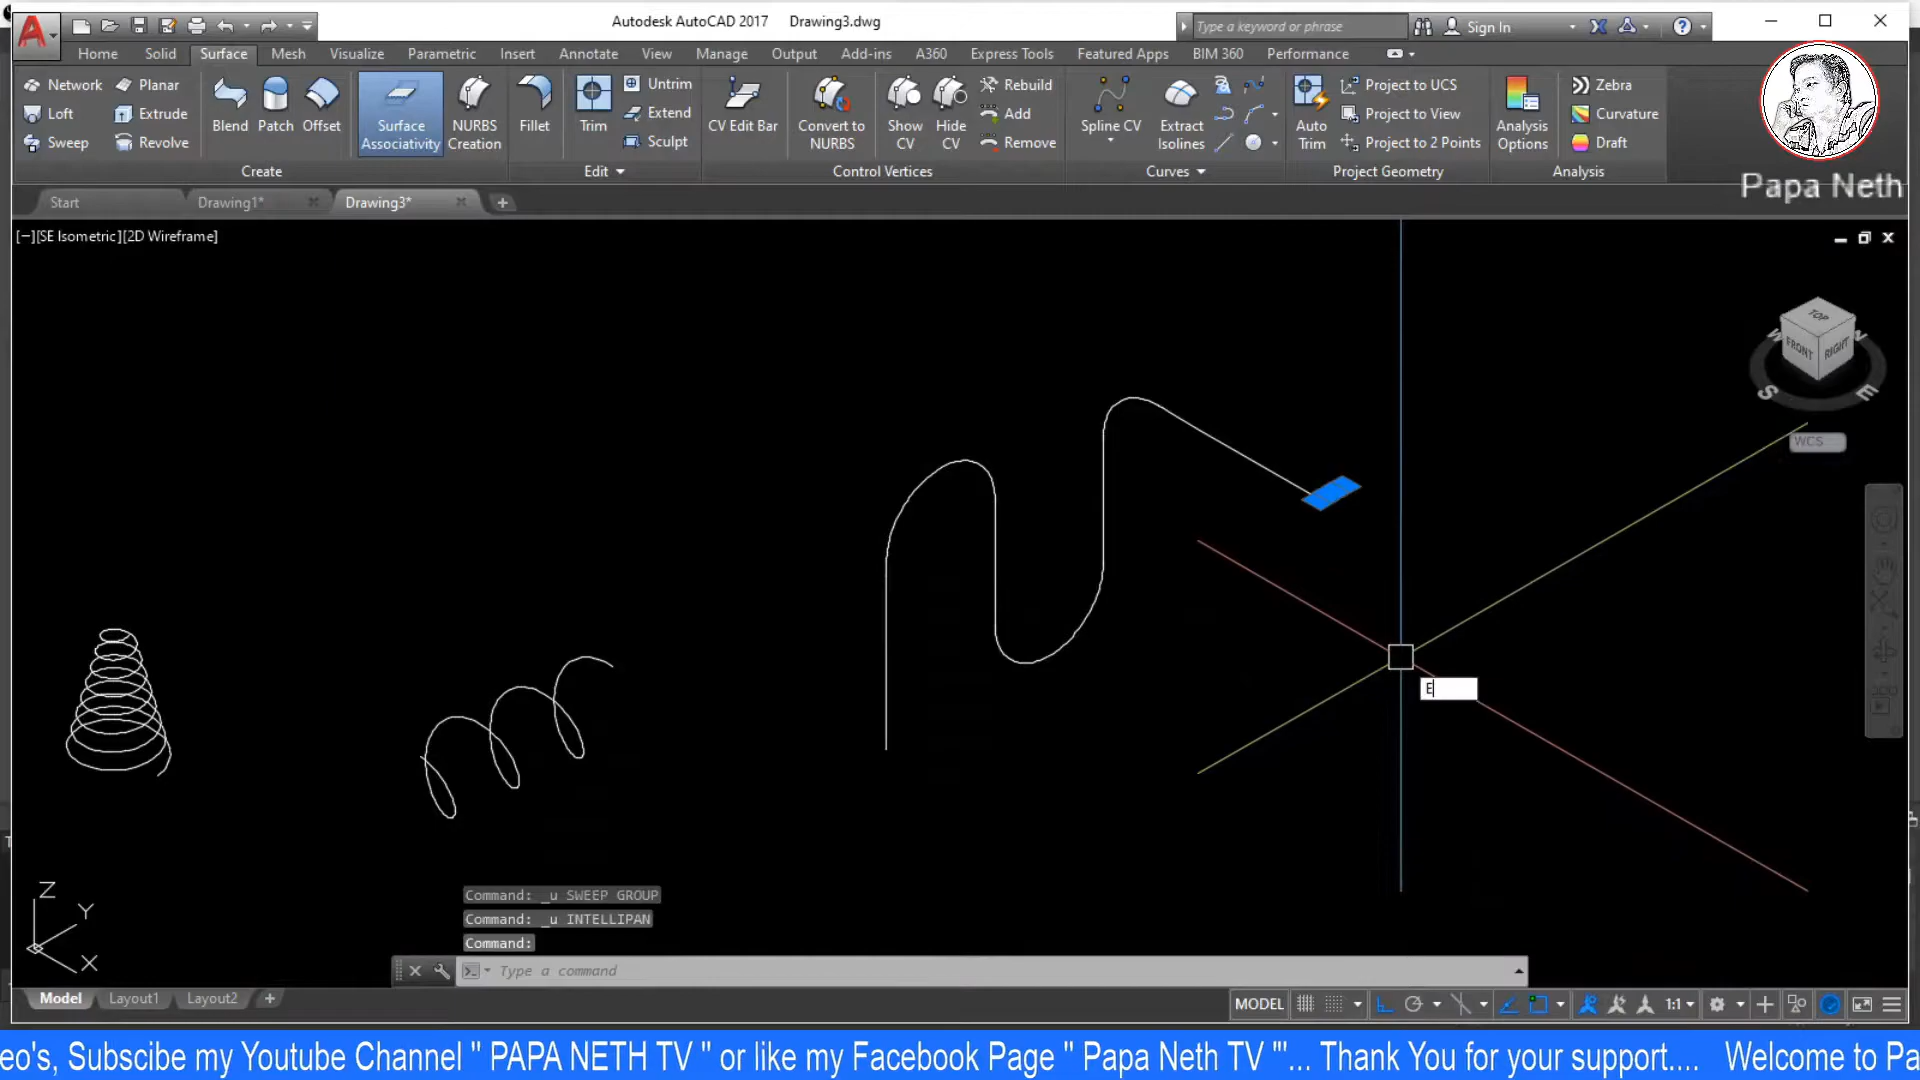 Autodesk AutoCAD 2017 Drawing3.dwg
Type a keyword or phrase
Sign In
Home Solid Surface Mesh Visualize Parametric Insert Annotate View Manage Output Add-ins A360 Express Tools Featured Apps BIM 360 Performance
Network Planar
Loft Extrude
Sweep Revolve
Blend Patch Offset
Surface Associativity
NURBS Creation
Fillet
Trim
Untrim
Extend
Sculpt
CV Edit Bar
Convert to NURBS
Show CV
Hide CV
Rebuild
Add
Remove
Spline CV
Extract Isolines
Auto Trim
Project to UCS
Project to View
Project to 2 Points
Analysis Options
Zebra
Curvature
Draft
Create Edit Control Vertices Curves Project Geometry Analysis
Papa Neth
Start Drawing1* Drawing3*
[−][SE Isometric][2D Wireframe]
TOP
FRONT RIGHT
W N
S E
WCS
E
Z
Y
X
Command: _u SWEEP GROUP
Command: _u INTELLIPAN
Command:
Type a command
Model Layout1 Layout2
MODEL
1:1
eo's, Subscibe my Youtube Channel " PAPA NETH TV " or like my Facebook Page " Papa Neth TV "'... Thank You for your support.... Welcome to Pa